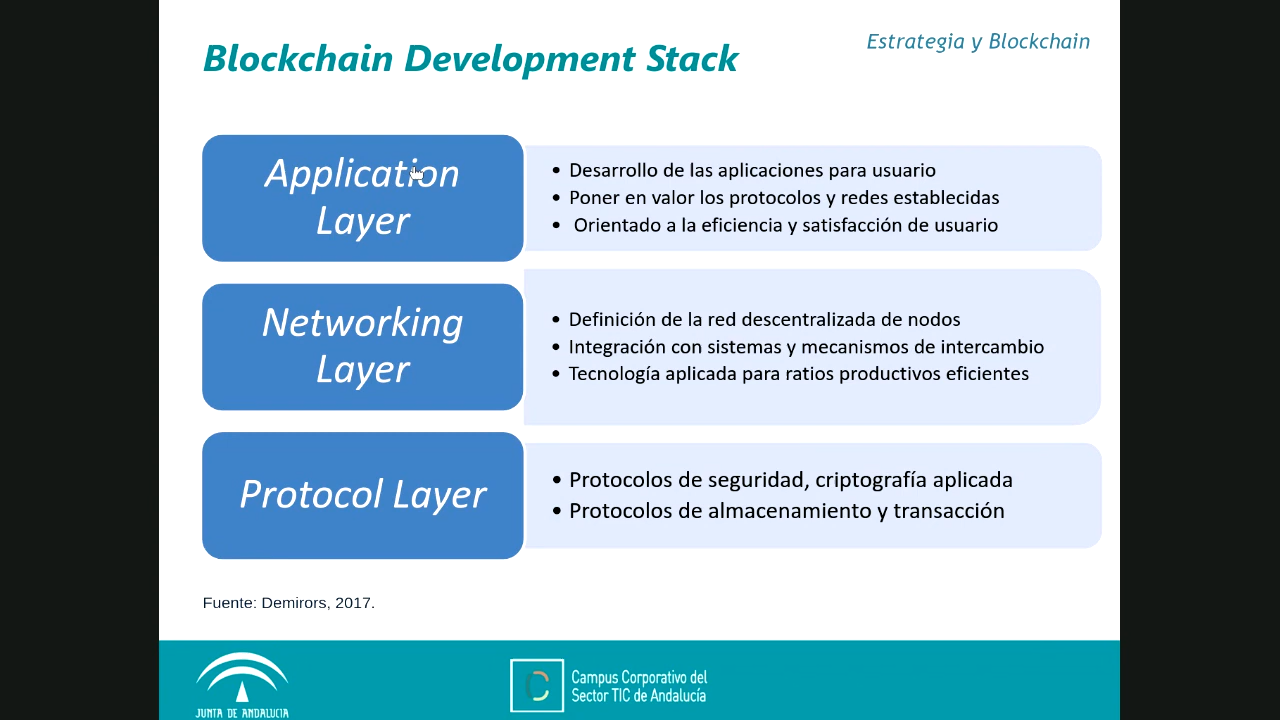 Estrategia y Blockchain
Blockchain Development Stack
Application
Layer
• Desarrollo de las aplicaciones para usuario
• Poner en valor los protocolos y redes establecidas
• Orientado a la eficiencia y satisfacción de usuario
Networking
Layer
• Definición de la red descentralizada de nodos
• Integración con sistemas y mecanismos de intercambio
• Tecnología aplicada para ratios productivos eficientes
Protocol Layer
• Protocolos de seguridad, criptografía aplicada
• Protocolos de almacenamiento y transacción
Fuente: Demirors, 2017.
JUNTA DE ANDALUCIA
Campus Corporativo del
Sector TIC de Andalucía